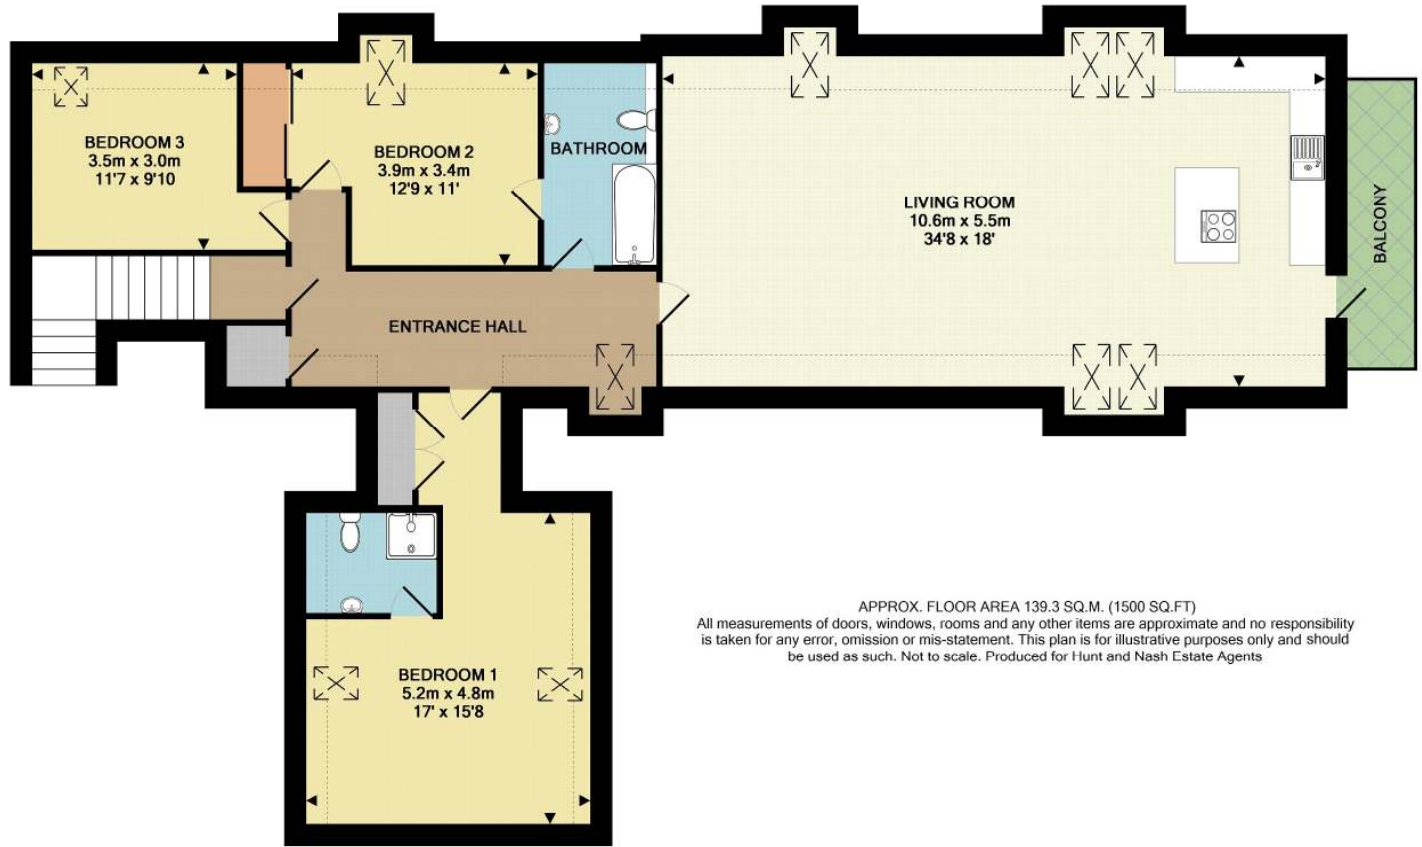 BEDROOM 3
3.5m x 3.0m
11'7 x 9'10
BEDROOM 2
3.9m x 3.4m
12'9 x 11'
BATHROOM
LIVING ROOM
10.6m x 5.5m
34'8 x 18'
BALCONY
ENTRANCE HALL
BEDROOM 1
5.2m x 4.8m
17' x 15'8
APPROX. FLOOR AREA 139.3 SQ.M. (1500 SQ.FT)
All measurements of doors, windows, rooms and any other items are approximate and no responsibility
is taken for any error, omission or mis-statement. This plan is for illustrative purposes only and should
be used as such. Not to scale. Produced for Hunt and Nash Estate Agents